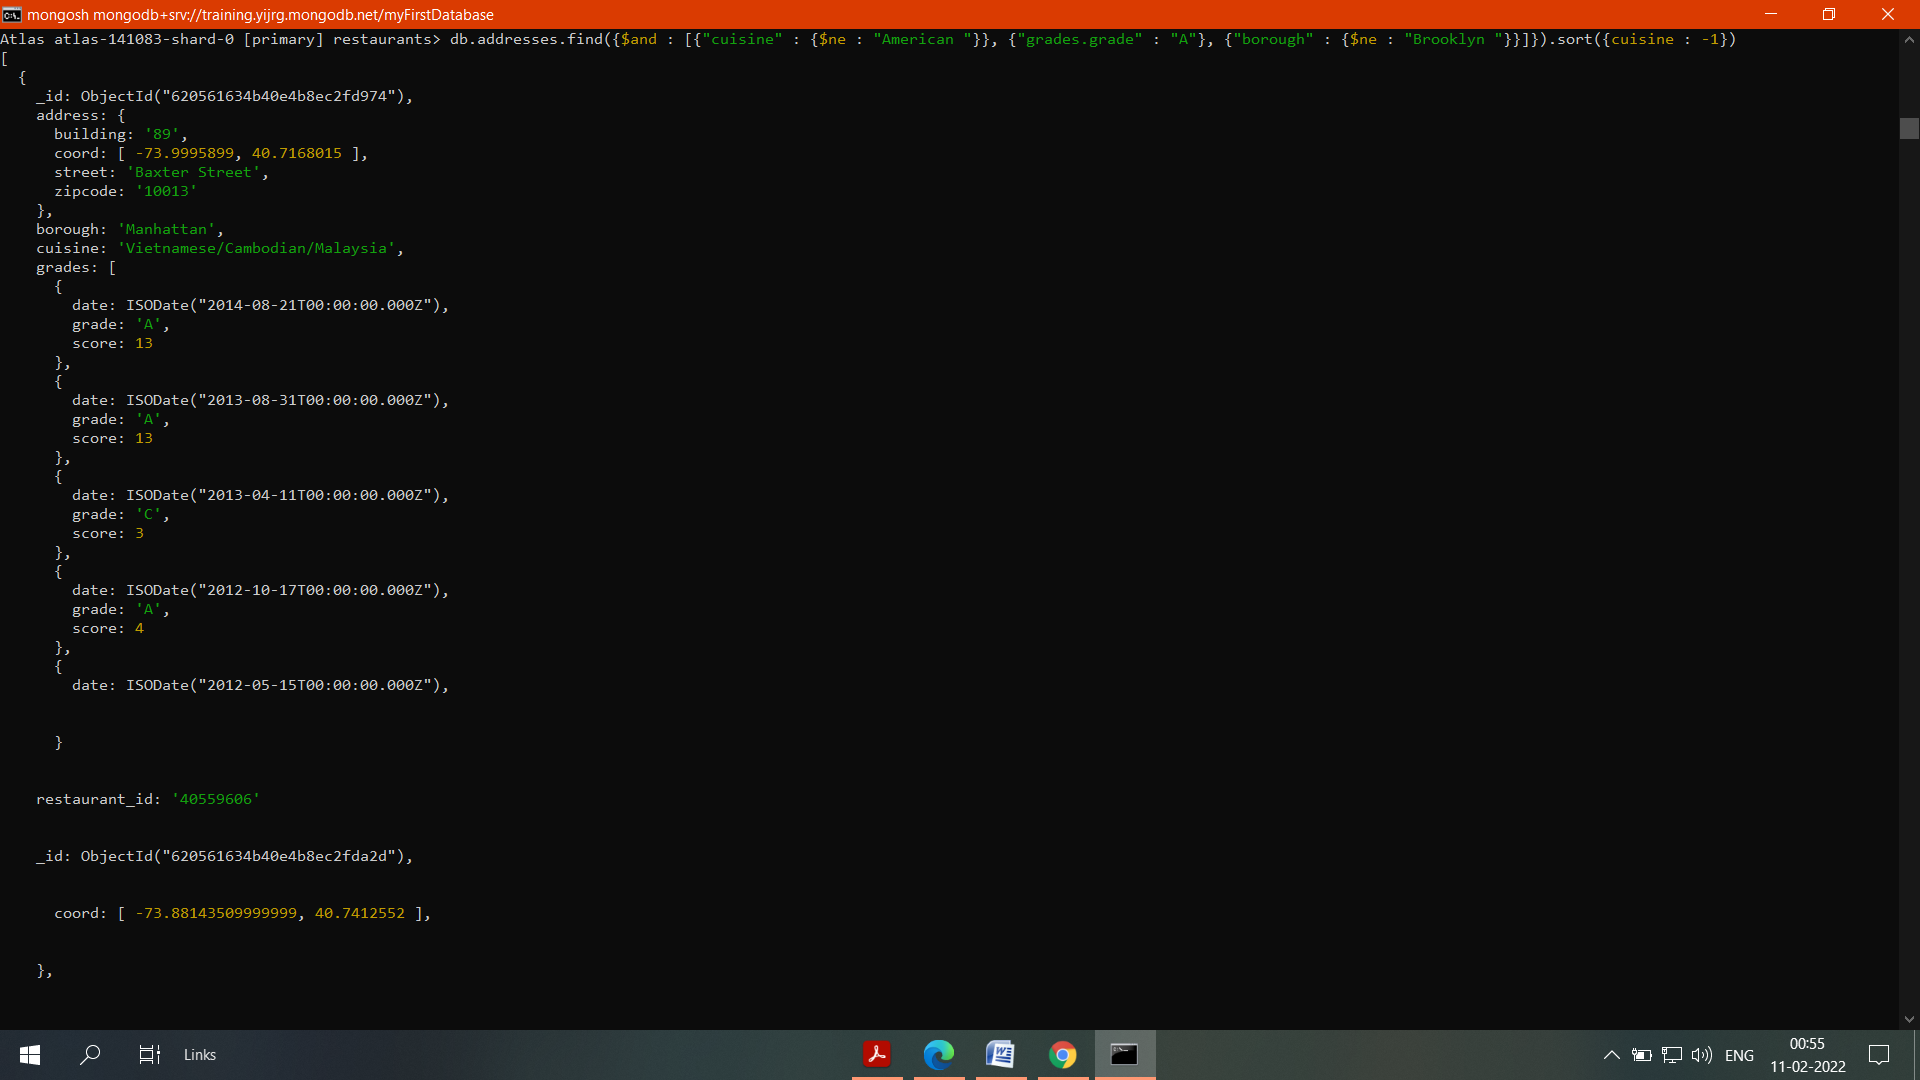 mongosh mongodb+srv://training.yijrg.mongodb.net/myFirstDatabase
Atlas atlas-141083-shard-0 [primary] restaurants> db.addresses.find({$and : [{"cuisine" : {$ne : "American "}}, {"grades.grade" : "A"}, {"borough" : {$ne : "Brooklyn "}}]}).sort({cuisine : -1})
[
  {
    _id: ObjectId("620561634b40e4b8ec2fd974"),
    address: {
      building: '89',
      coord: [ -73.9995899, 40.7168015 ],
      street: 'Baxter Street',
      zipcode: '10013'
    },
    borough: 'Manhattan',
    cuisine: 'Vietnamese/Cambodian/Malaysia',
    grades: [
      {
        date: ISODate("2014-08-21T00:00:00.000Z"),
        grade: 'A',
        score: 13
      },
      {
        date: ISODate("2013-08-31T00:00:00.000Z"),
        grade: 'A',
        score: 13
      },
      {
        date: ISODate("2013-04-11T00:00:00.000Z"),
        grade: 'C',
        score: 3
      },
      {
        date: ISODate("2012-10-17T00:00:00.000Z"),
        grade: 'A',
        score: 4
      },
      {
        date: ISODate("2012-05-15T00:00:00.000Z"),
      }
    restaurant_id: '40559606'
    _id: ObjectId("620561634b40e4b8ec2fda2d"),
      coord: [ -73.88143509999999, 40.7412552 ],
    },
Links
ENG
00:55
11-02-2022